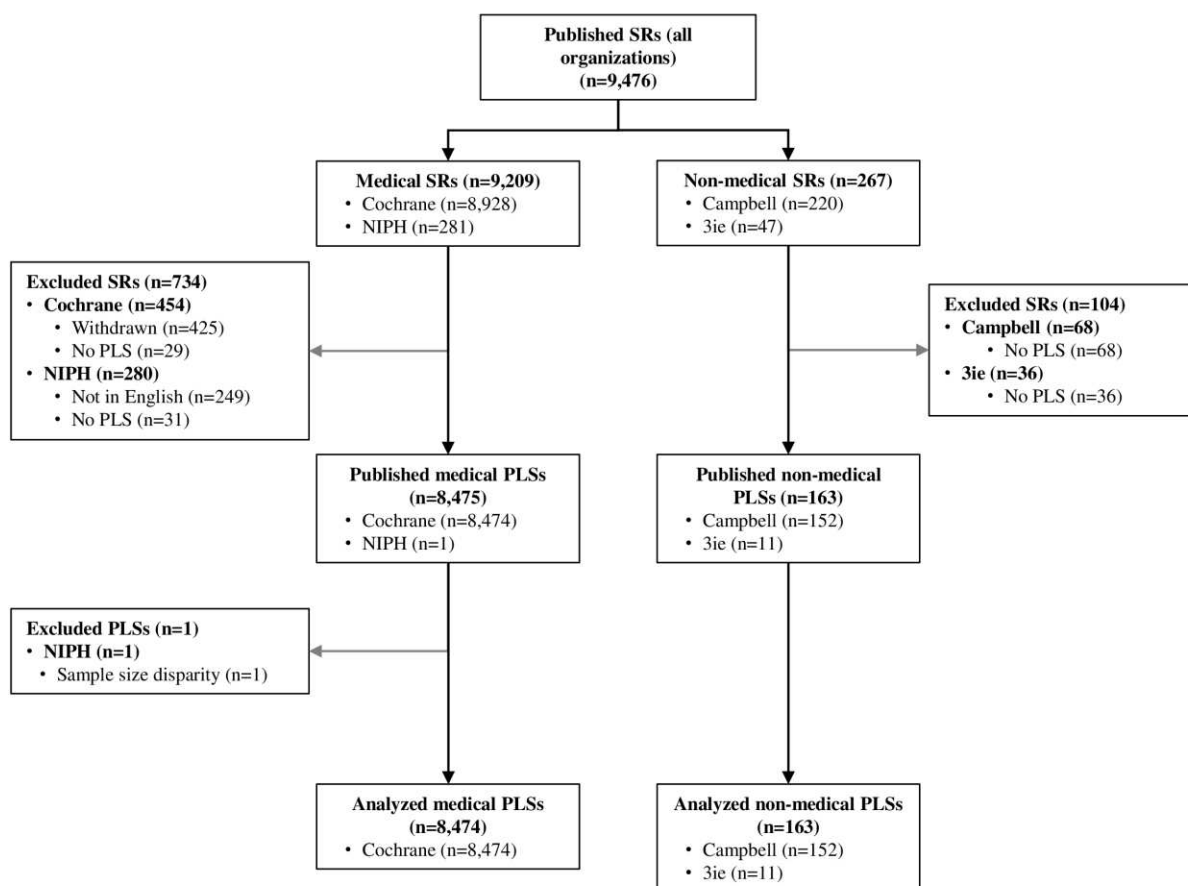 Published SRs (all
organizations)
(n=9,476)
Medical SRs (n=9,209)
• Cochrane (n=8,928)
• NIPH (n=281)
Non-medical SRs (n=267)
• Campbell (n=220)
• 3ie (n=47)
Excluded SRs (n=734)
• Cochrane (n=454)
• Withdrawn (n=425)
• No PLS (n=29)
• NIPH (n=280)
• Not in English (n=249)
• No PLS (n=31)
Excluded SRs (n=104)
• Campbell (n=68)
• No PLS (n=68)
• 3ie (n=36)
• No PLS (n=36)
Published medical PLSs
(n=8,475)
• Cochrane (n=8,474)
• NIPH (n=1)
Published non-medical
PLSs (n=163)
• Campbell (n=152)
• 3ie (n=11)
Excluded PLSs (n=1)
• NIPH (n=1)
• Sample size disparity (n=1)
Analyzed medical PLSs
(n=8,474)
• Cochrane (n=8,474)
Analyzed non-medical PLSs
(n=163)
• Campbell (n=152)
• 3ie (n=11)